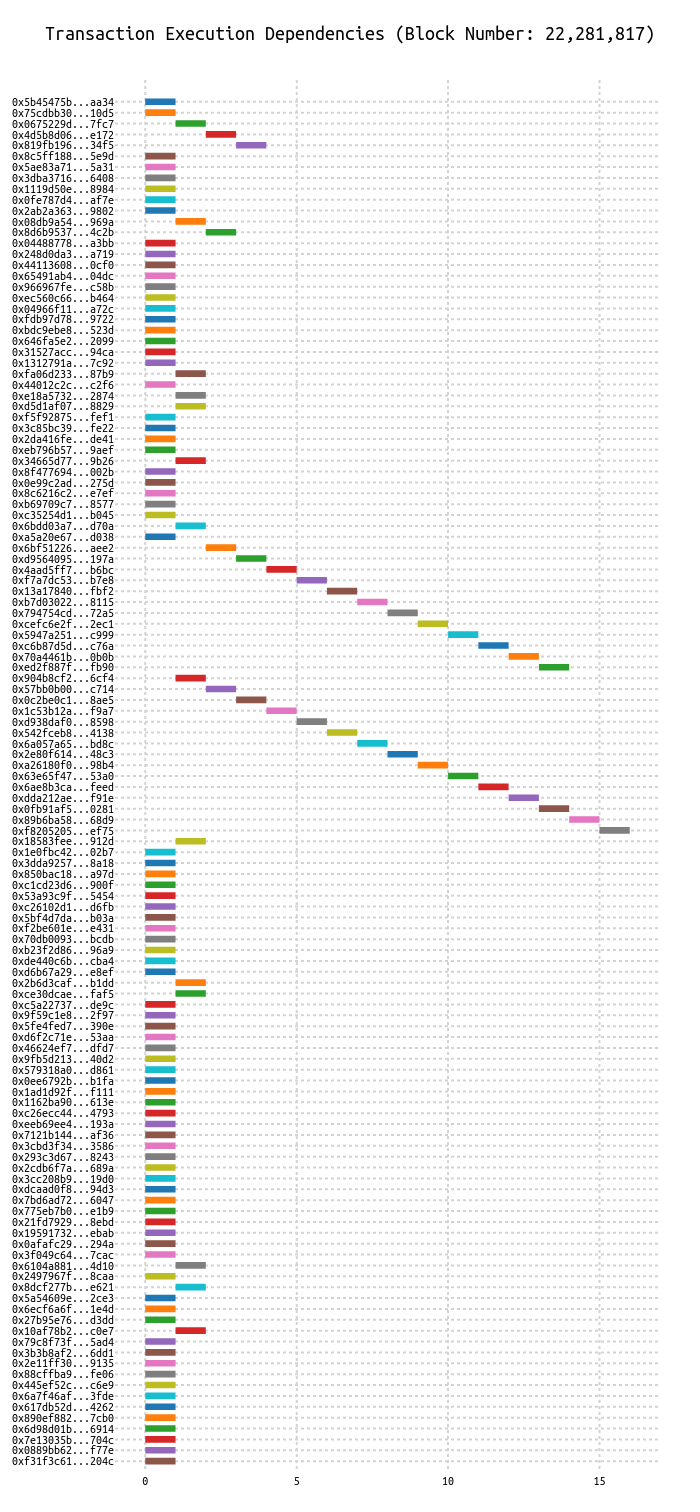 Transaction Execution Dependencies (Block Number: 22,281,817)
0x5b45475b...aa34
0x75cdbb30...10d5
0x0675229d...7fc7
0x4d5b8d06...e172
0x819fb196...34f5
0x8c5ff188...5e9d
0x5ae83a71...5a31
0x3dba3716...6408
0x1119d50e...8984
0x0fe787d4...af7e
0x2ab2a363...9802
0x08db9a54...969a
0x8d6b9537...4c2b
0x04488778...a3bb
0x248d0da3...a719
0x44113608...0cf0
0x65491ab4...04dc
0x966967fe...c58b
0xec560c66...b464
0x04966f11...a72c
0xfdb97d78...9722
0xbdc9ebe8...523d
0x646fa5e2...2099
0x31527acc...94ca
0x1312791a...7c92
0xfa06d233...87b9
0x44012c2c...c2f6
0xe18a5732...2874
0xd5d1af07...8829
0xf5f92875...fef1
0x3c85bc39...fe22
0x2da416fe...de41
0xeb796b57...9aef
0x34665d77...9b26
0x8f477694...002b
0x0e99c2ad...275d
0x8c6216c2...e7ef
0xb69709c7...8577
0xc35254d1...b045
0x6bdd03a7...d70a
0xa5a20e67...d038
0x6bf51226...aee2
0xd9564095...197a
0x4aad5ff7...b6bc
0xf7a7dc53...b7e8
0x13a17840...fbf2
0xb7d03022...8115
0x794754cd...72a5
0xcefc6e2f...2ec1
0x5947a251...c999
0xc6b87d5d...c76a
0x70a4461b...0b0b
0xed2f887f...fb90
0x904b8cf2...6cf4
0x57bb0b00...c714
0x0c2be0c1...8ae5
0x1c53b12a...f9a7
0xd938daf0...8598
0x542fceb8...4138
0x6a057a65...bd8c
0x2e80f614...48c3
0xa26180f0...98b4
0x63e65f47...53a0
0x6ae8b3ca...feed
0xdda212ae...f91e
0x0fb91af5...0281
0x89b6ba58...68d9
0xf8205205...ef75
0x18583fee...912d
0x1e0fbc42...02b7
0x3dda9257...8a18
0x850bac18...a97d
0xc1cd23d6...900f
0x53a93c9f...5454
0xc26102d1...d6fb
0x5bf4d7da...b03a
0xf2be601e...e431
0x70db0093...bcdb
0xb23f2d86...96a9
0xde440c6b...cba4
0xd6b67a29...e8ef
0x2b6d3caf...b1dd
0xce30dcae...faf5
0xc5a22737...de9c
0x9f59c1e8...2f97
0x5fe4fed7...390e
0xd6f2c71e...53aa
0x46624ef7...dfd7
0x9fb5d213...40d2
0x579318a0...d861
0x0ee6792b...b1fa
0x1ad1d92f...f111
0x1162ba90...613e
0xc26ecc44...4793
0xeeb69ee4...193a
0x7121b144...af36
0x3cbd3f34...3586
0x293c3d67...8243
0x2cdb6f7a...689a
0x3cc208b9...19d0
0xdcaad0f8...94d3
0x7bd6ad72...6047
0x775eb7b0...e1b9
0x21fd7929...8ebd
0x19591732...ebab
0x0afafc29...294a
0x3f049c64...7cac
0x6104a881...4d10
0x2497967f...8caa
0x8dcf277b...e621
0x5a54609e...2ce3
0x6ecf6a6f...1e4d
0x27b95e76...d3dd
0x10af78b2...c0e7
0x79c8f73f...5ad4
0x3b3b8af2...6dd1
0x2e11ff30...9135
0x88cffba9...fe06
0x445ef52c...c6e9
0x6a7f46af...3fde
0x617db52d...4262
0x890ef882...7cb0
0x6d98d01b...6914
0x7e13035b...704c
0x0889bb62...f77e
0xf31f3c61...204c
0 5 10 15